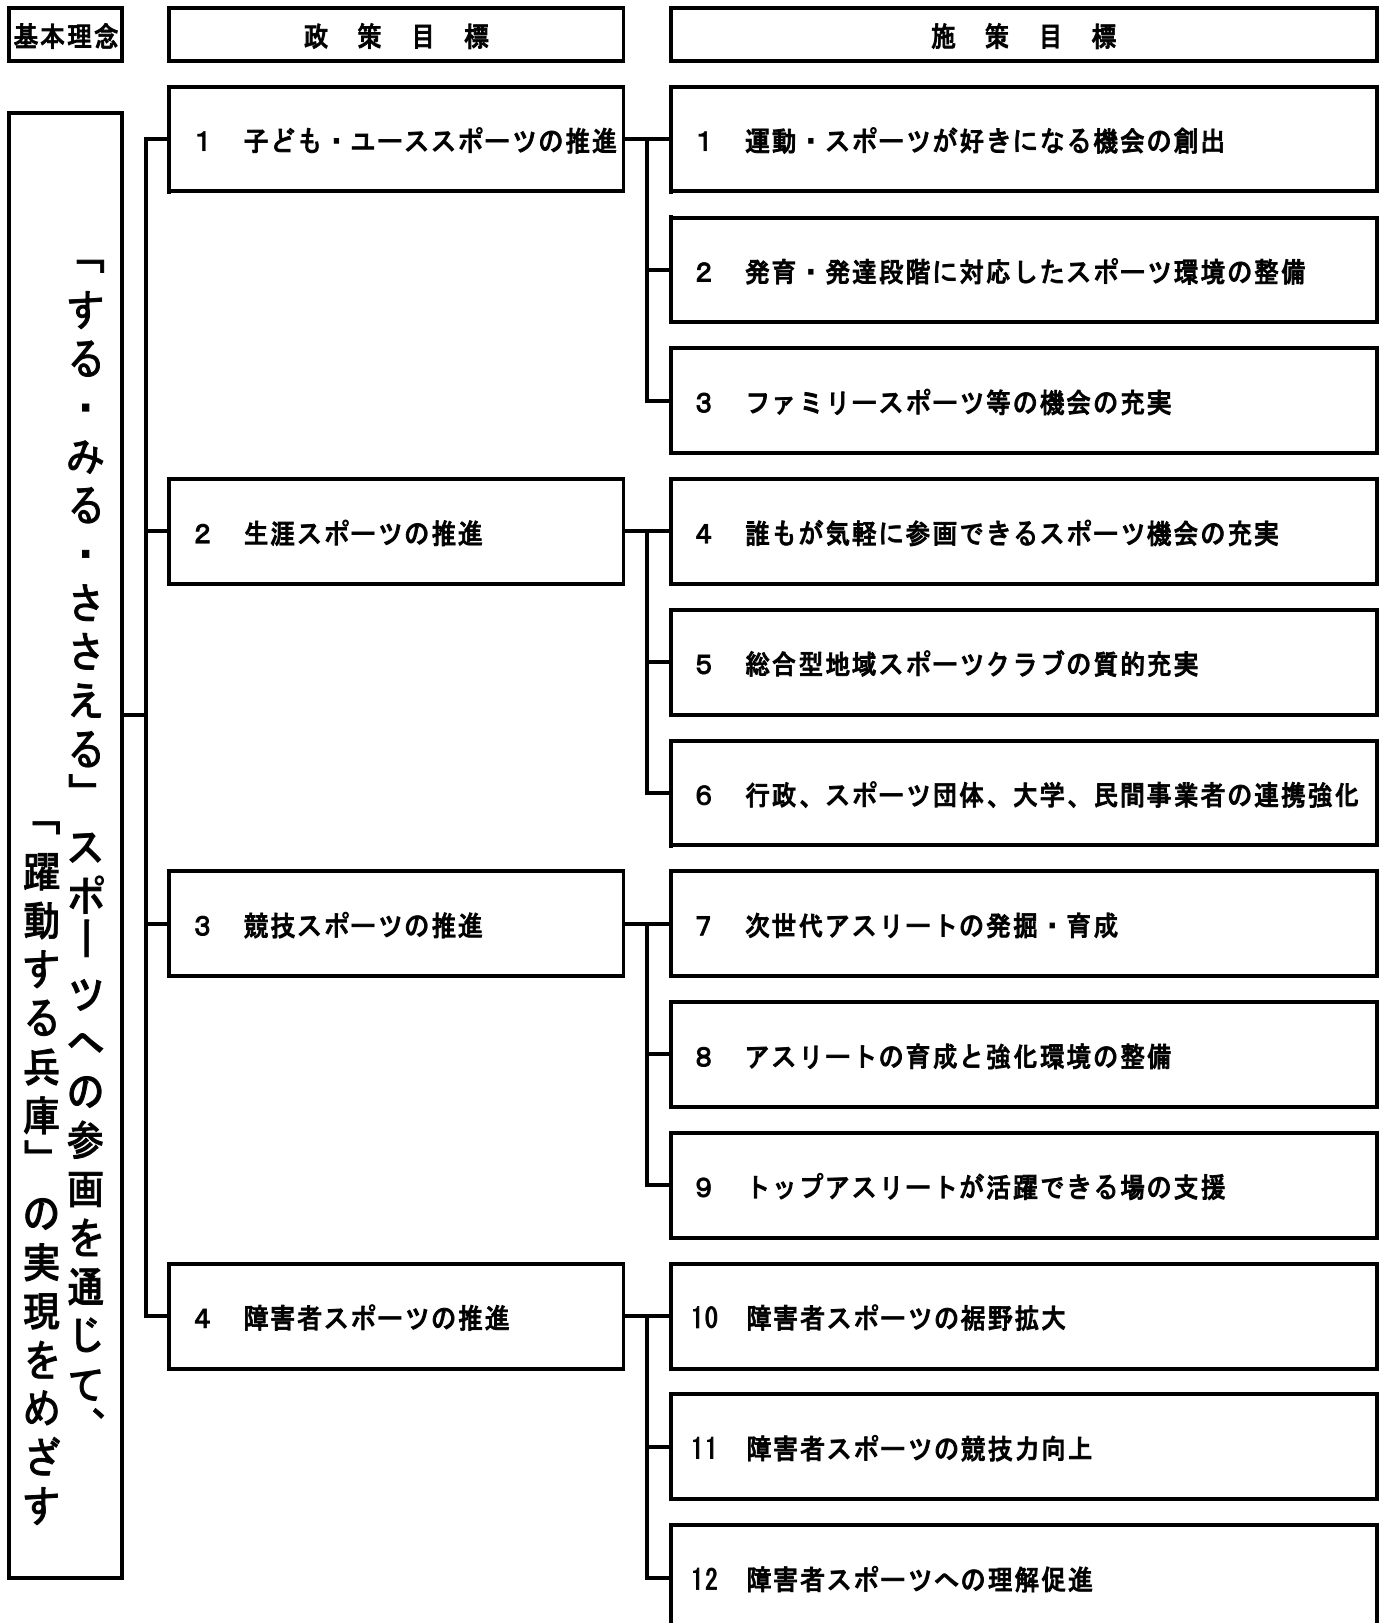 基本理念
政策目標
施策目標
「する・みる・ささえる」スポーツへの参画を通じて、
「躍動する兵庫」の実現をめざす
1 子ども・ユーススポーツの推進
1 運動・スポーツが好きになる機会の創出
2 発育・発達段階に対応したスポーツ環境の整備
3 ファミリースポーツ等の機会の充実
2 生涯スポーツの推進
4 誰もが気軽に参画できるスポーツ機会の充実
5 総合型地域スポーツクラブの質的充実
6 行政、スポーツ団体、大学、民間事業者の連携強化
3 競技スポーツの推進
7 次世代アスリートの発掘・育成
8 アスリートの育成と強化環境の整備
9 トップアスリートが活躍できる場の支援
4 障害者スポーツの推進
10 障害者スポーツの裾野拡大
11 障害者スポーツの競技力向上
12 障害者スポーツへの理解促進